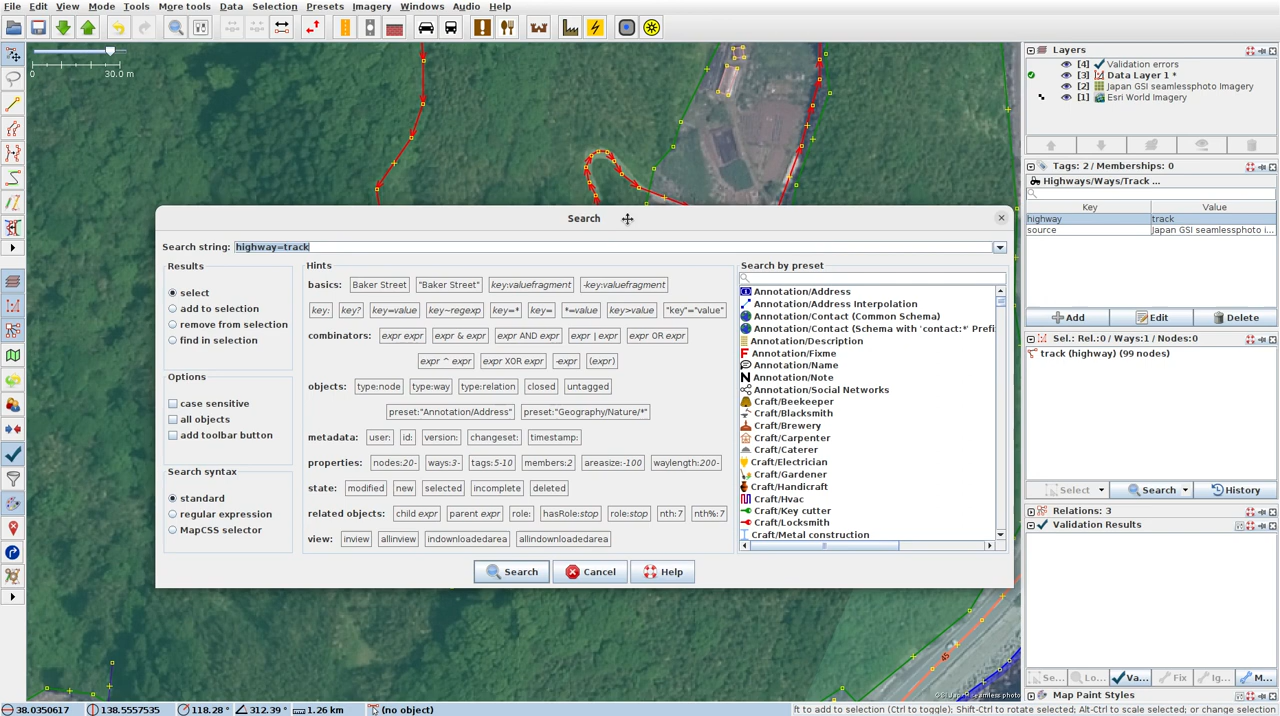 File Edit View Mode Tools More tools Data Selection Presets Imagery Windows Audio Help
0 30.0 m
Layers
[4] Validation errors
[3] Data Layer 1 *
[2] Japan GSI seamlessphoto Imagery
[1] Esri World Imagery
Tags: 2 / Memberships: 0
Highways/Ways/Track ...
Key Value
highway track
source Japan GSI seamlessphoto i...
Add Edit Delete
Sel.: Rel.:0 / Ways:1 / Nodes:0
track (highway) (99 nodes)
Select Search History
Relations: 3
Validation Results
Se... Lo... Va... Fix Ig... M...
Map Paint Styles
Search
Search string: highway=track
Results
select
add to selection
remove from selection
find in selection
Options
case sensitive
all objects
add toolbar button
Search syntax
standard
regular expression
MapCSS selector
Hints
basics: Baker Street "Baker Street" key:valuefragment -key:valuefragment
key: key? key=value key~regexp key=* key= *=value key>value "key"="value"
combinators: expr expr expr & expr expr AND expr expr | expr expr OR expr
expr ^ expr expr XOR expr -expr (expr)
objects: type:node type:way type:relation closed untagged
preset:"Annotation/Address" preset:"Geography/Nature/*"
metadata: user: id: version: changeset: timestamp:
properties: nodes:20- ways:3- tags:5-10 members:2 areasize:-100 waylength:200-
state: modified new selected incomplete deleted
related objects: child expr parent expr role: hasRole:stop role:stop nth:7 nth%:7
view: inview allinview indownloadedarea allindownloadedarea
Search by preset
Annotation/Address
Annotation/Address Interpolation
Annotation/Contact (Common Schema)
Annotation/Contact (Schema with 'contact:*' Prefi
Annotation/Description
Annotation/Fixme
Annotation/Name
Annotation/Note
Annotation/Social Networks
Craft/Beekeeper
Craft/Blacksmith
Craft/Brewery
Craft/Carpenter
Craft/Caterer
Craft/Electrician
Craft/Gardener
Craft/Handicraft
Craft/Hvac
Craft/Key cutter
Craft/Locksmith
Craft/Metal construction
Search Cancel Help
45
38.0350617 138.5557535 118.28° 312.39° 1.26 km (no object) ft to add to selection (Ctrl to toggle); Shift-Ctrl to rotate selected; Alt-Ctrl to scale selected; or change selection